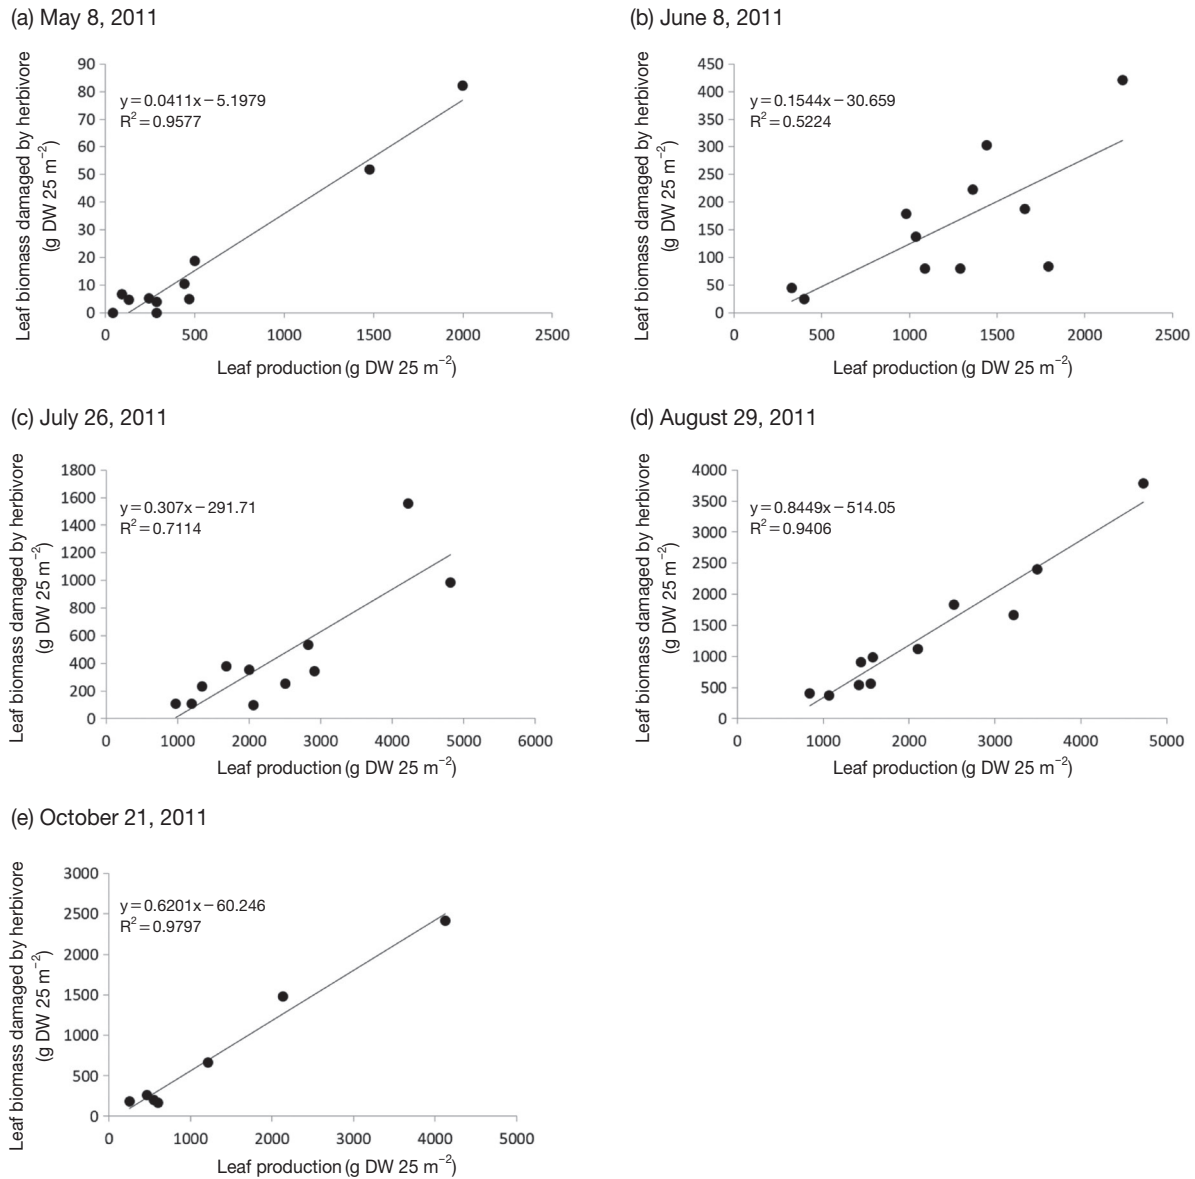 (a) May 8, 2011
Leaf biomass damaged by herbivore
(g DW 25 m⁻²)
90
80
70
60
50
40
30
20
10
0
y=0.0411x−5.1979
R²=0.9577
0 500 1000 1500 2000 2500
Leaf production (g DW 25 m⁻²)
(b) June 8, 2011
Leaf biomass damaged by herbivore
(g DW 25 m⁻²)
450
400
350
300
250
200
150
100
50
0
y=0.1544x−30.659
R²=0.5224
0 500 1000 1500 2000 2500
Leaf production (g DW 25 m⁻²)
(c) July 26, 2011
Leaf biomass damaged by herbivore
(g DW 25 m⁻²)
1800
1600
1400
1200
1000
800
600
400
200
0
y=0.307x−291.71
R²=0.7114
0 1000 2000 3000 4000 5000 6000
Leaf production (g DW 25 m⁻²)
(d) August 29, 2011
Leaf biomass damaged by herbivore
(g DW 25 m⁻²)
4000
3500
3000
2500
2000
1500
1000
500
0
y=0.8449x−514.05
R²=0.9406
0 1000 2000 3000 4000 5000
Leaf production (g DW 25 m⁻²)
(e) October 21, 2011
Leaf biomass damaged by herbivore
(g DW 25 m⁻²)
3000
2500
2000
1500
1000
500
0
y=0.6201x−60.246
R²=0.9797
0 1000 2000 3000 4000 5000
Leaf production (g DW 25 m⁻²)